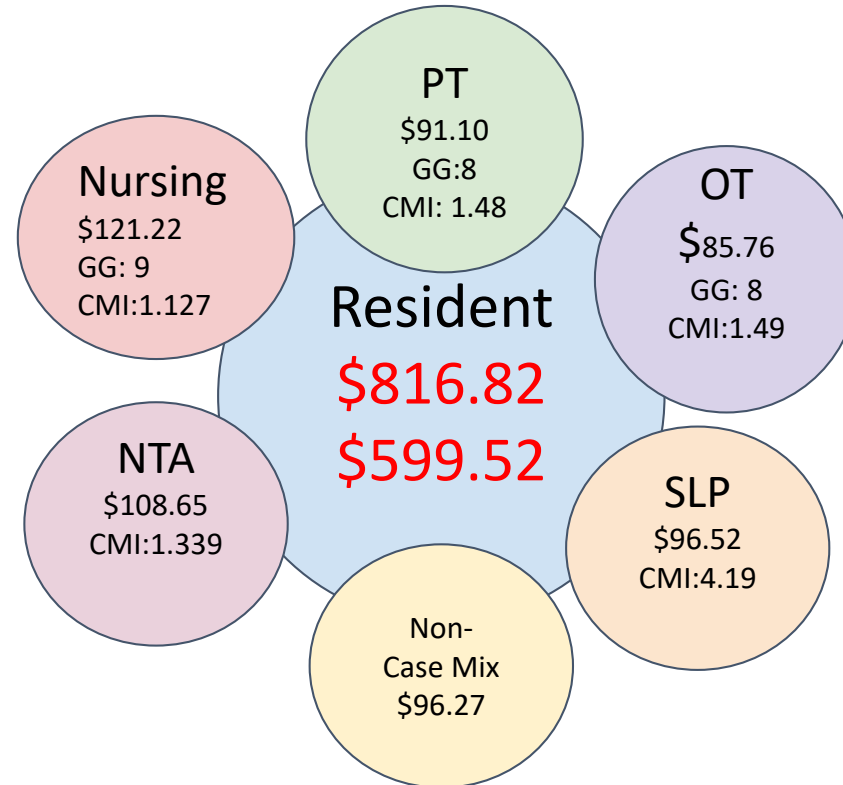 PT
$91.10
GG:8
CMI: 1.48
Nursing
$121.22
GG: 9
CMI:1.127
OT
$85.76
GG: 8
CMI:1.49
Resident
$816.82
$599.52
NTA
$108.65
CMI:1.339
SLP
$96.52
CMI:4.19
Non-
Case Mix
$96.27